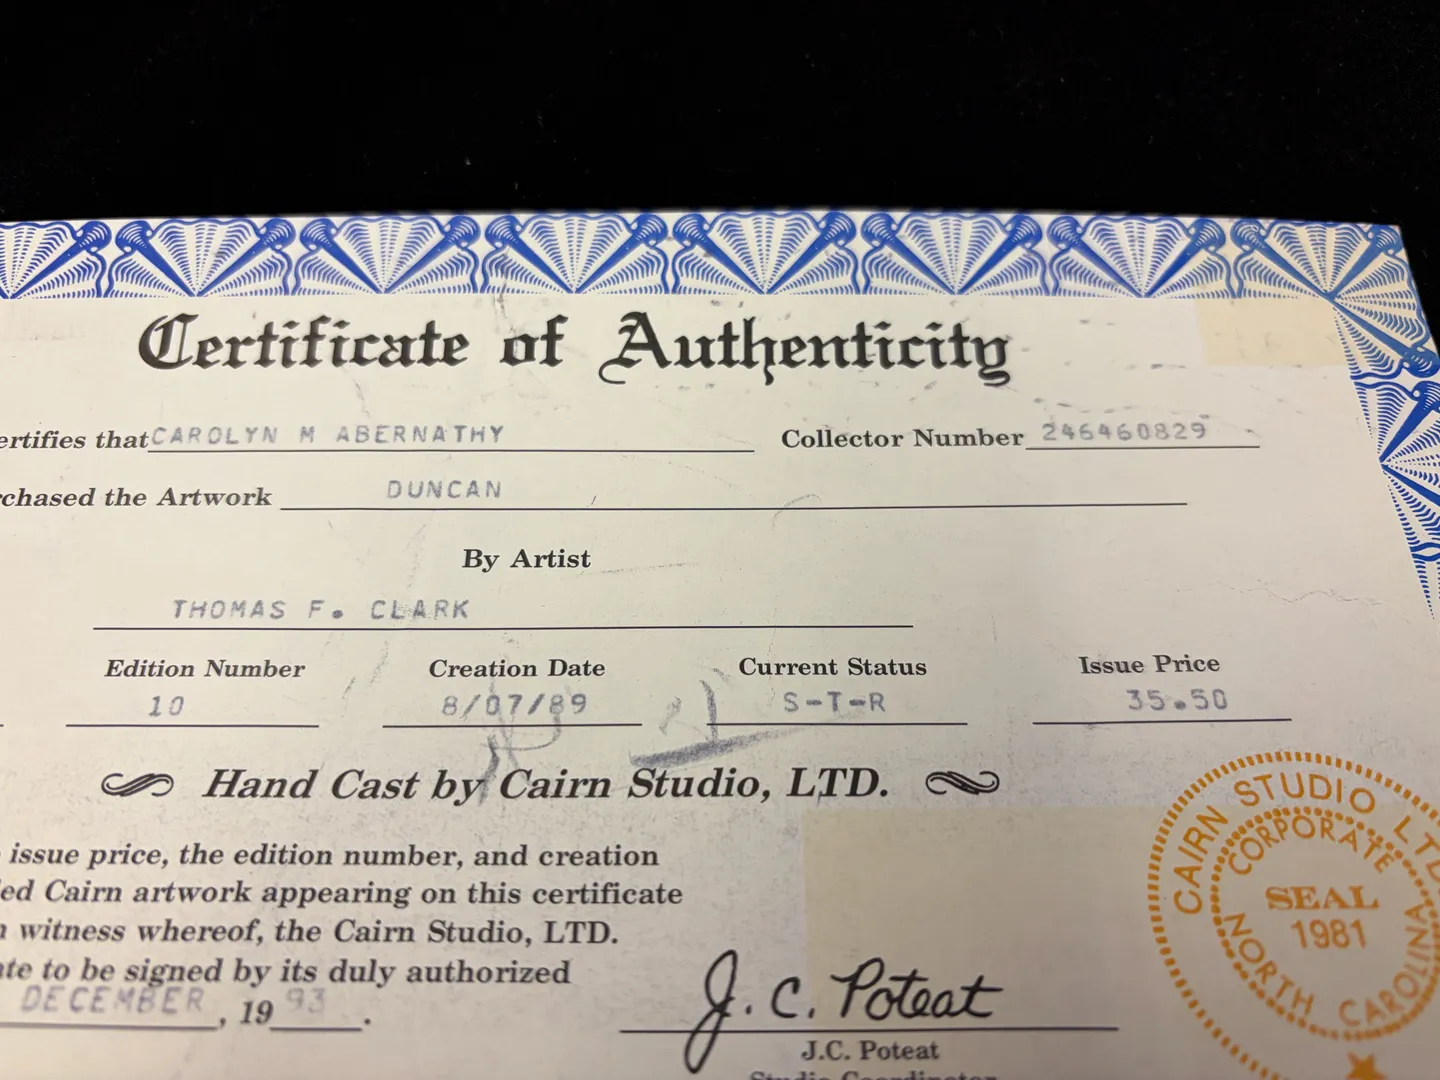 Certificate of Authenticity
ertifies that CAROLYN M ABERNATHY Collector Number 246460829
rchased the Artwork DUNCAN
By Artist
THOMAS F. CLARK
Edition Number Creation Date Current Status Issue Price
10 8/07/89 S-T-R 35.50
Hand Cast by Cairn Studio, LTD.
issue price, the edition number, and creation
ed Cairn artwork appearing on this certificate
n witness whereof, the Cairn Studio, LTD.
te to be signed by its duly authorized
DECEMBER, 1993.
J. C. Poteat
J.C. Poteat
Studio Coordinator
CAIRN STUDIO LTD
CORPORATE
SEAL
1981
NORTH CAROLINA